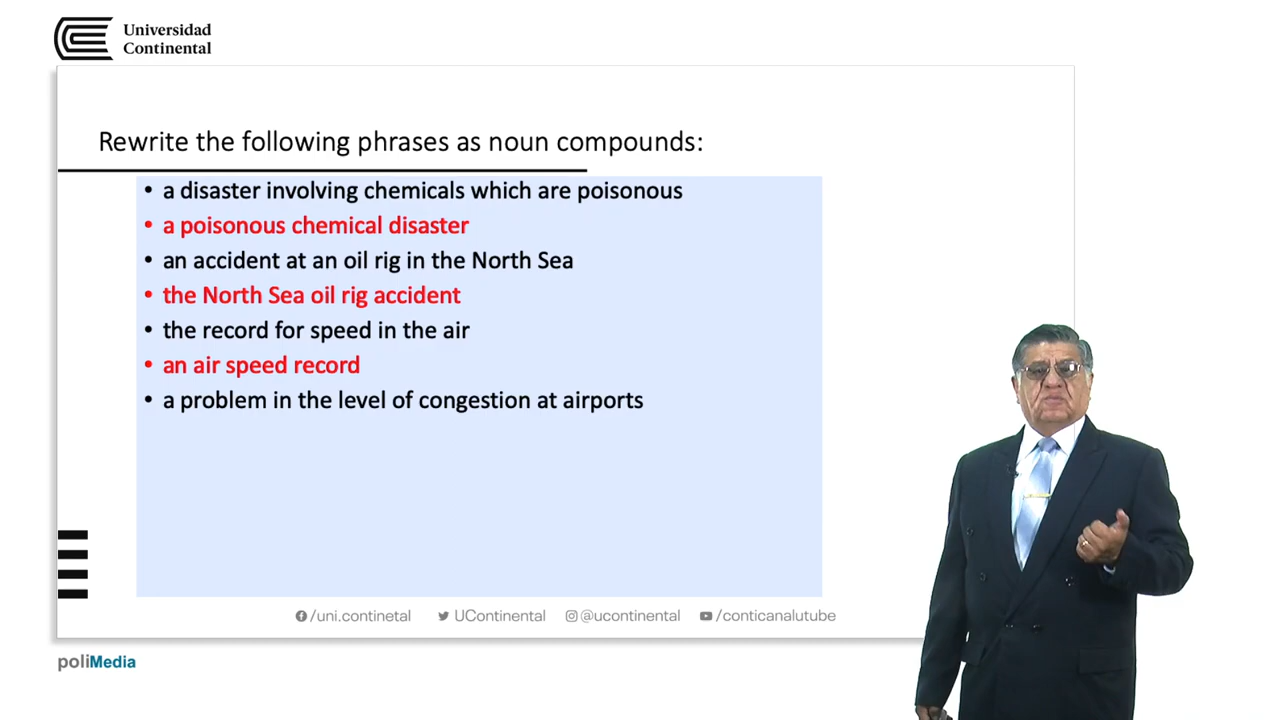 Universidad
Continental
Rewrite the following phrases as noun compounds:
• a disaster involving chemicals which are poisonous
• a poisonous chemical disaster
• an accident at an oil rig in the North Sea
• the North Sea oil rig accident
• the record for speed in the air
• an air speed record
• a problem in the level of congestion at airports
/uni.continetal UContinental @ucontinental /conticanalutube
poliMedia